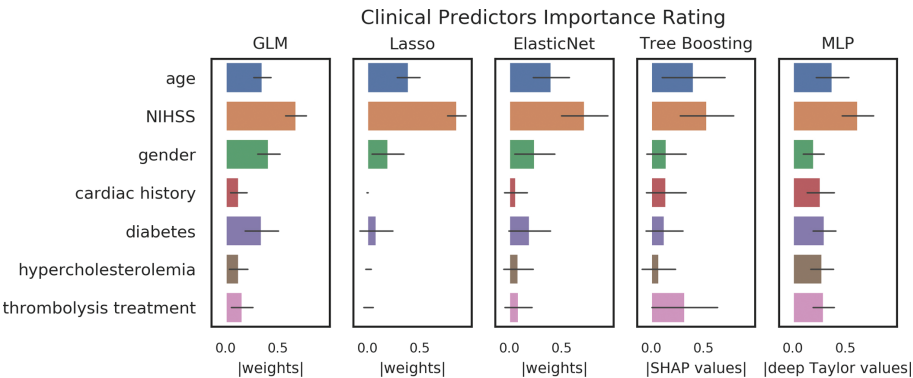 Clinical Predictors Importance Rating
GLM Lasso ElasticNet Tree Boosting MLP
age
NIHSS
gender
cardiac history
diabetes
hypercholesterolemia
thrombolysis treatment
0.0 0.5 0.0 0.5 0.0 0.5 0.0 0.5 0.0 0.5
|weights| |weights| |weights| |SHAP values| |deep Taylor values|